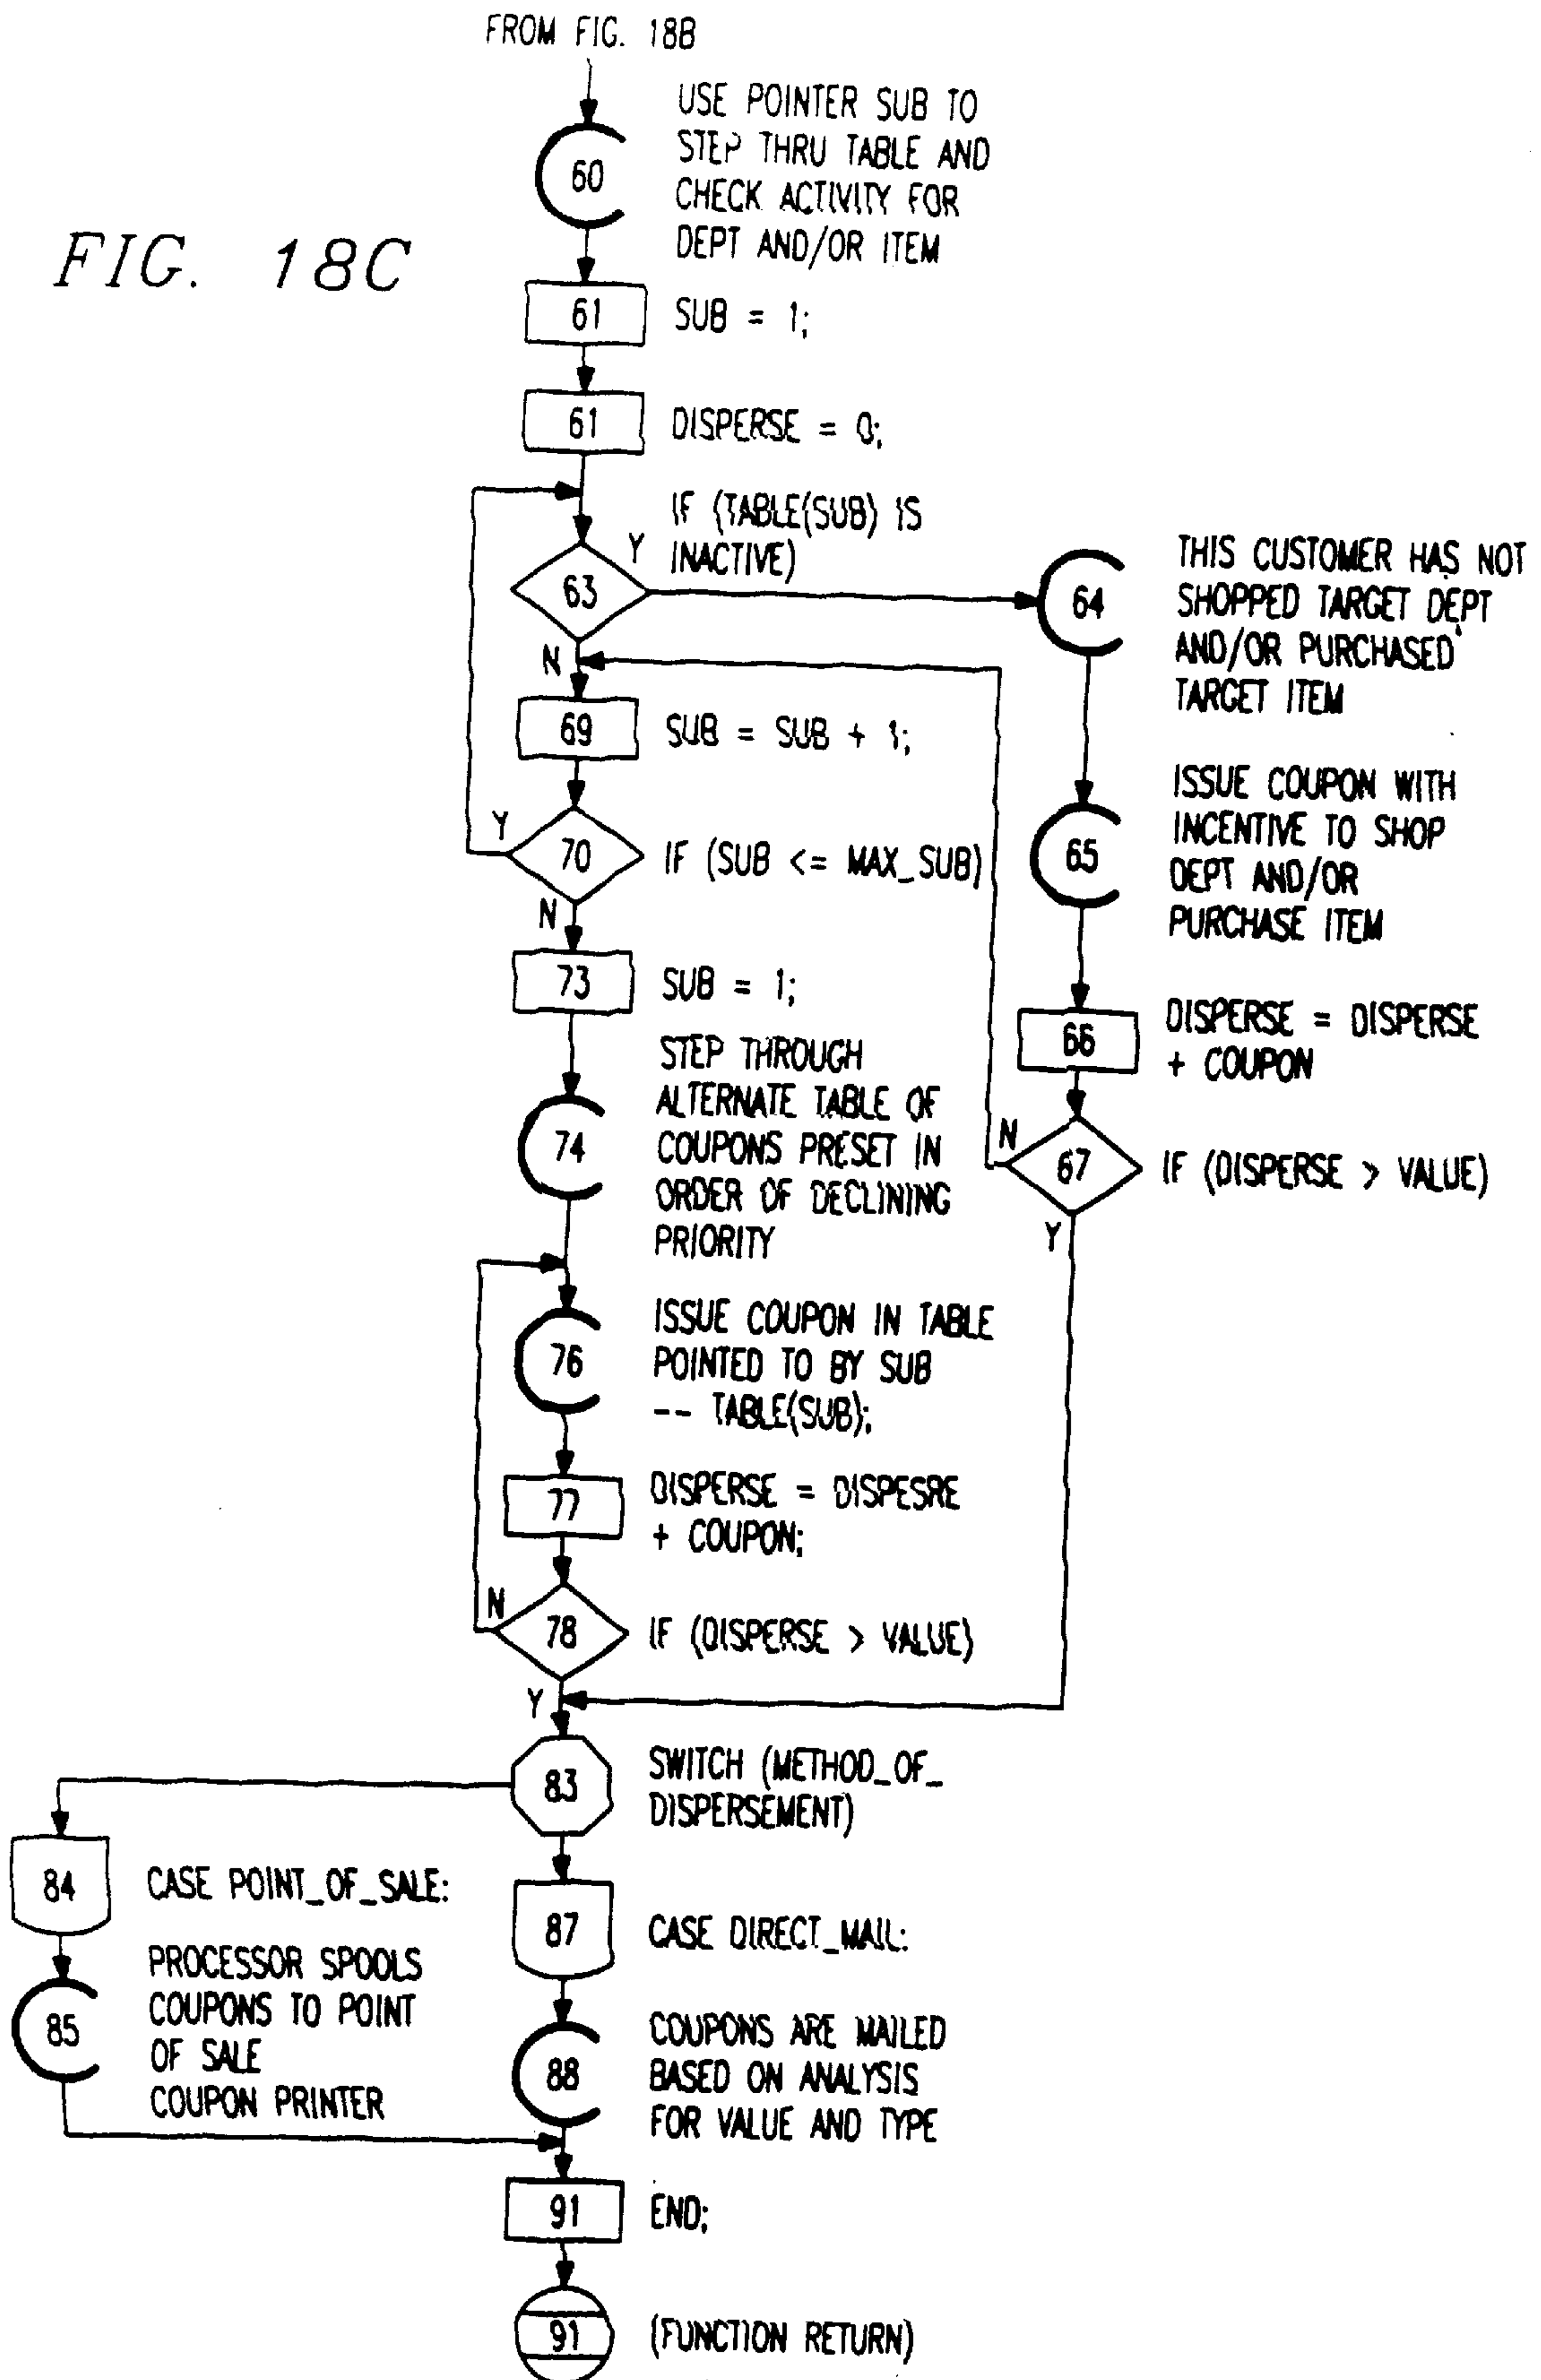 FROM FIG. 18B
USE POINTER SUB TO
STEP THRU TABLE AND
CHECK ACTIVITY FOR
DEPT AND/OR ITEM
60
FIG. 18C
61
SUB = 1;
61
DISPERSE = 0;
IF (TABLE(SUB) IS
INACTIVE)
Y
63
N
64
THIS CUSTOMER HAS NOT
SHOPPED TARGET DEPT
AND/OR PURCHASED
TARGET ITEM
69
SUB = SUB + 1;
65
ISSUE COUPON WITH
INCENTIVE TO SHOP
DEPT AND/OR
PURCHASE ITEM
Y
70
IF (SUB <= MAX_SUB)
N
73
SUB = 1;
66
DISPERSE = DISPERSE
+ COUPON
74
STEP THROUGH
ALTERNATE TABLE OF
COUPONS PRESET IN
ORDER OF DECLINING
PRIORITY
N
67
IF (DISPERSE > VALUE)
Y
76
ISSUE COUPON IN TABLE
POINTED TO BY SUB
-- TABLE(SUB);
77
DISPERSE = DISPESRE
+ COUPON;
N
78
IF (DISPERSE > VALUE)
Y
83
SWITCH (METHOD_OF_
DISPERSEMENT)
84
CASE POINT_OF_SALE:
87
CASE DIRECT_MAIL:
85
PROCESSOR SPOOLS
COUPONS TO POINT
OF SALE
COUPON PRINTER
88
COUPONS ARE MAILED
BASED ON ANALYSIS
FOR VALUE AND TYPE
91
END;
91
(FUNCTION RETURN)